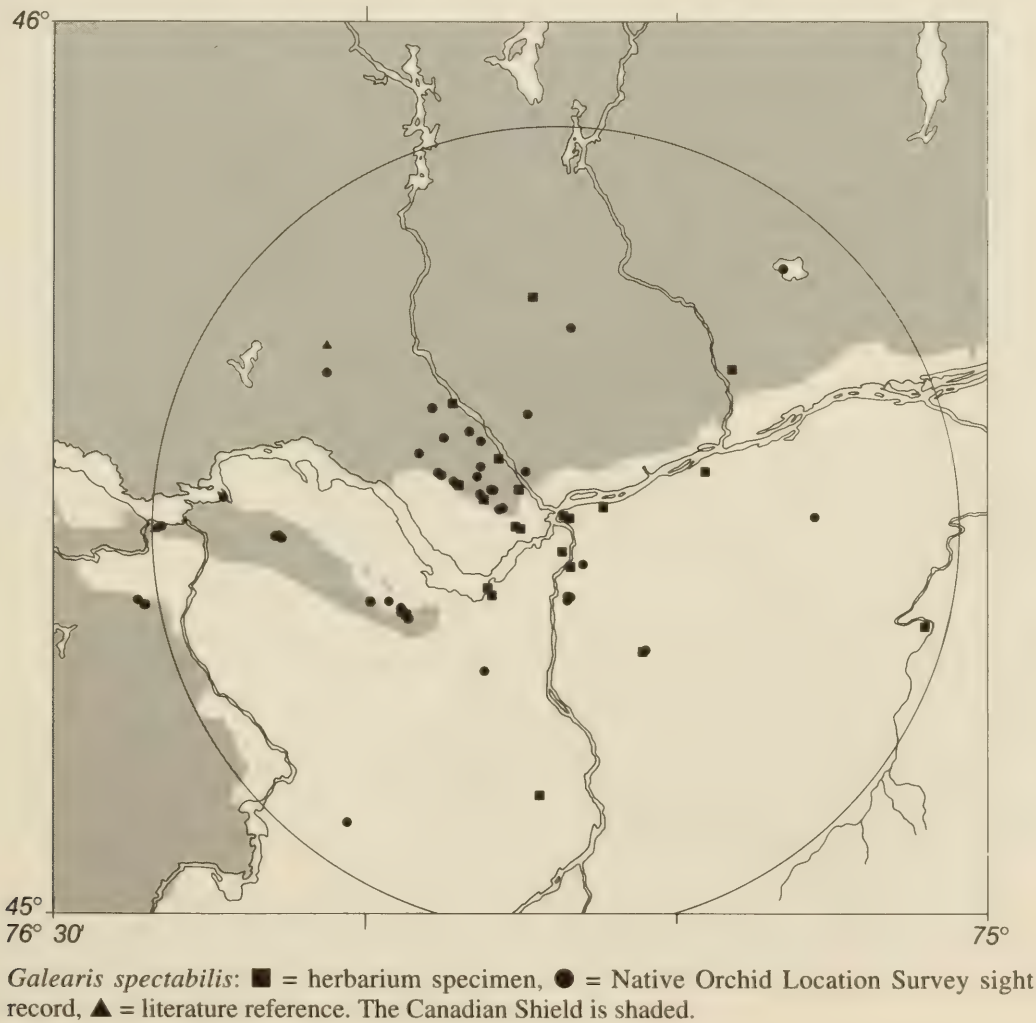 46°
45°
76° 30'
75°
Galearis spectabilis: ■ = herbarium specimen, ● = Native Orchid Location Survey sight
record, ▲ = literature reference. The Canadian Shield is shaded.